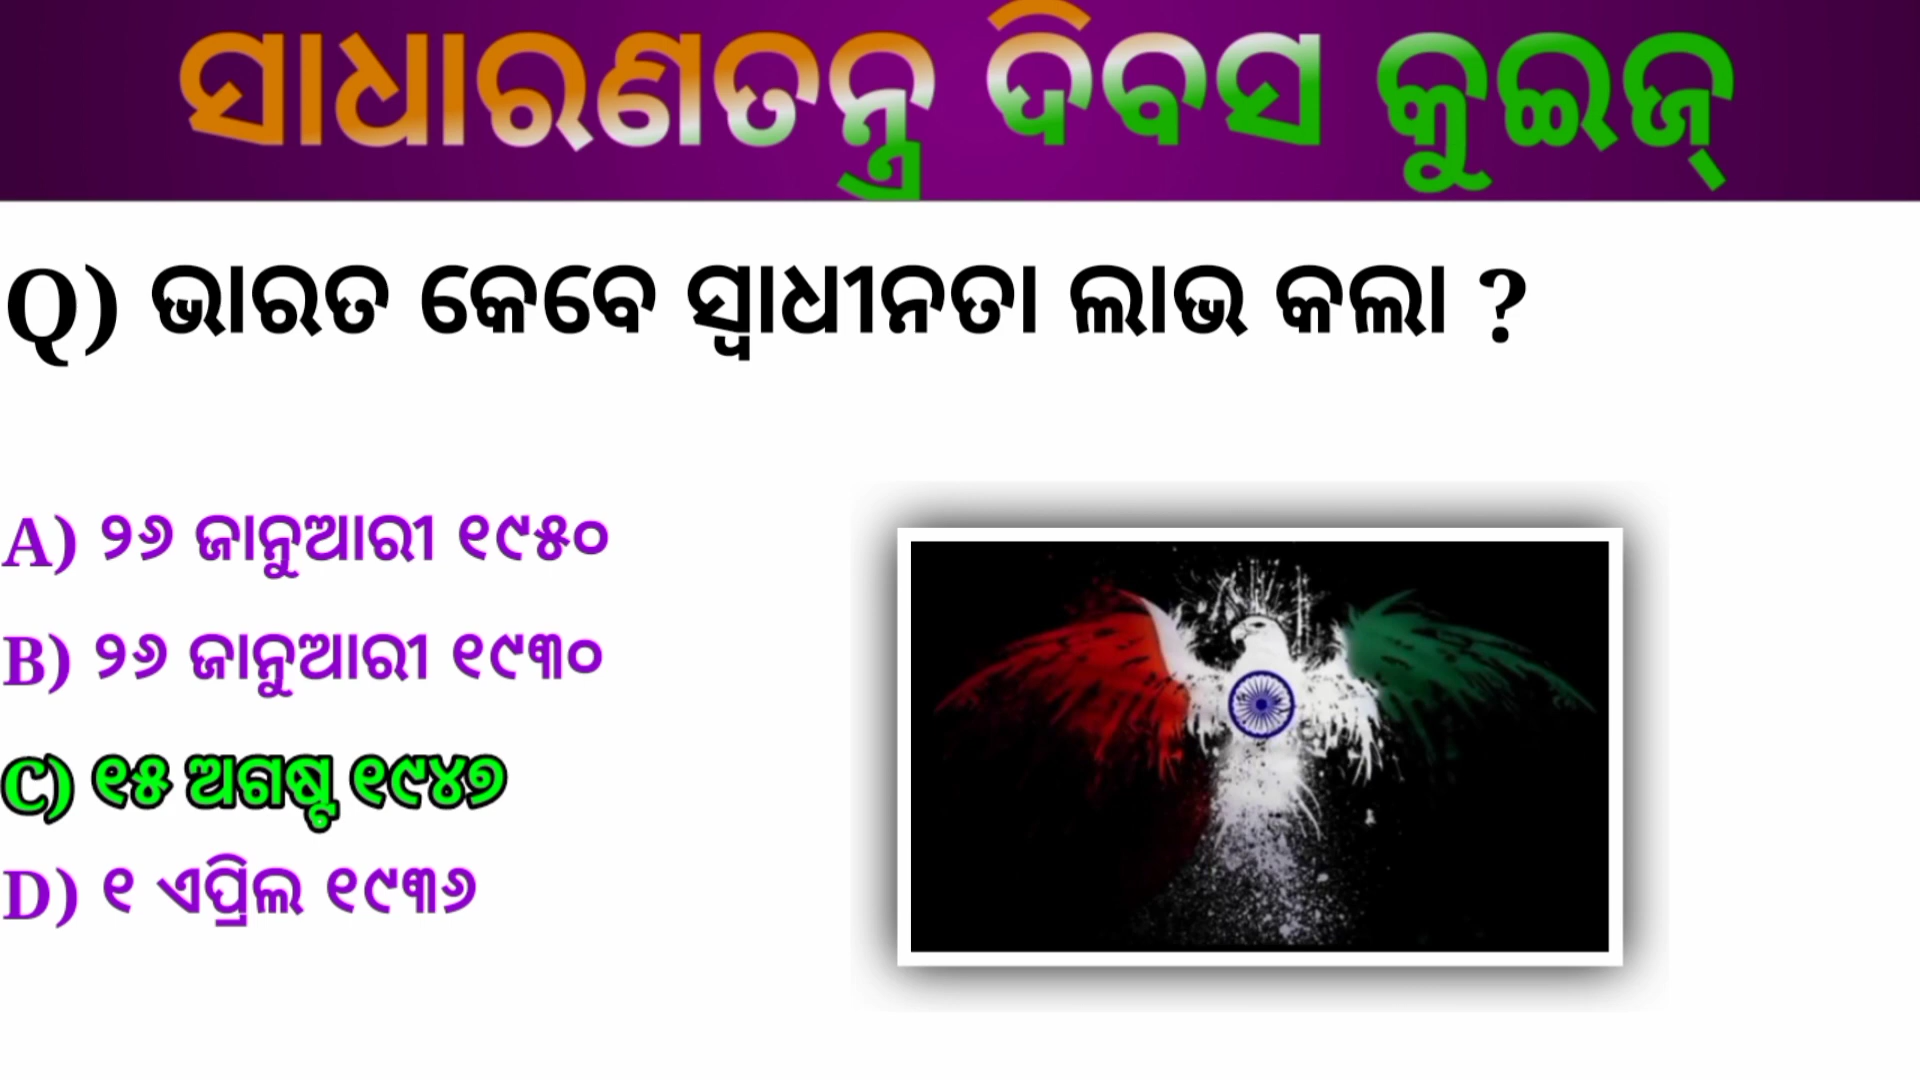 ସାଧାରଣତନ୍ତ୍ର ଦିବସ କୁଇଜ୍
Q) ଭାରତ କେବେ ସ୍ୱାଧୀନତା ଲାଭ କଲା ?
A) ୨୬ ଜାନୁଆରୀ ୧୯୫୦
B) ୨୬ ଜାନୁଆରୀ ୧୯୩୦
C) ୧୫ ଅଗଷ୍ଟ ୧୯୪୭
D) ୧ ଏପ୍ରିଲ ୧୯୩୬